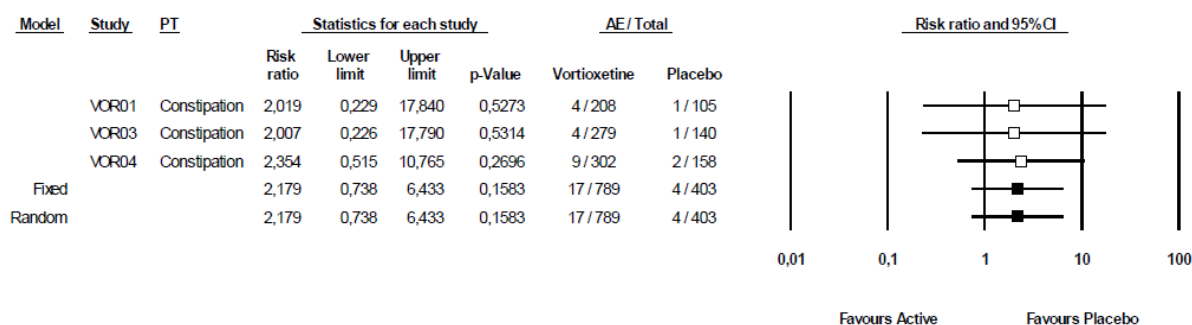 Model Study PT Statistics for each study AE / Total Risk ratio and 95% CI
Risk ratio Lower limit Upper limit p-Value Vortioxetine Placebo
VOR01 Constipation 2,019 0,229 17,840 0,5273 4 / 208 1 / 105
VOR03 Constipation 2,007 0,226 17,790 0,5314 4 / 279 1 / 140
VOR04 Constipation 2,354 0,515 10,765 0,2696 9 / 302 2 / 158
Fixed 2,179 0,738 6,433 0,1583 17 / 789 4 / 403
Random 2,179 0,738 6,433 0,1583 17 / 789 4 / 403
0,01 0,1 1 10 100
Favours Active Favours Placebo